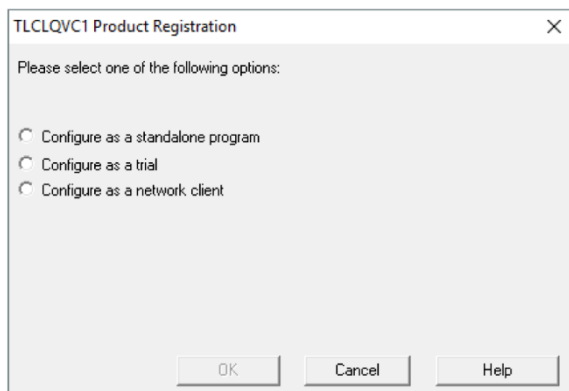 TLCLQVC1 Product Registration
Please select one of the following options:
Configure as a standalone program
Configure as a trial
Configure as a network client
OK Cancel Help